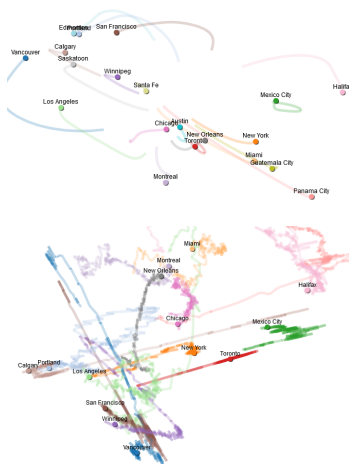 San Francisco
Portland
Calgary
Vancouver
Saskatoon
Winnipeg
Santa Fe
Halifa
Los Angeles
Mexico City
Chicago
Austin
New Orleans
Toronto
New York
Miami
Guatemala City
Montreal
Panama City
Miami
Montreal
New Orleans
Halifax
Chicago
Mexico City
New York
Toronto
Portland
Calgary
Los Angeles
San Francisco
Winnipeg
Vancouver